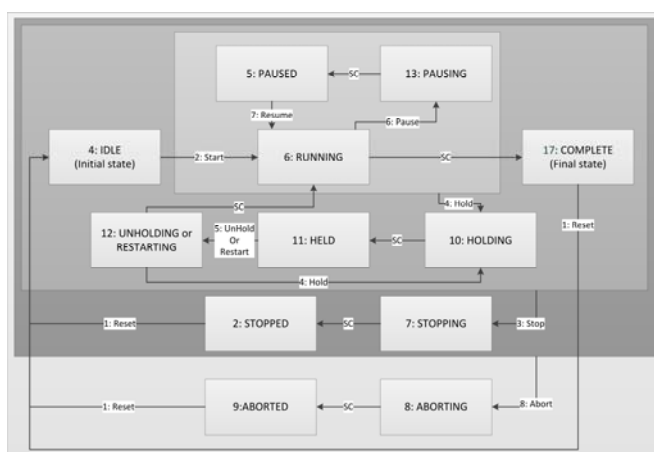 5: PAUSED
SC
13: PAUSING
7: Resume
6: Pause
4: IDLE
(Initial state)
2: Start
6: RUNNING
SC
17: COMPLETE
(Final state)
SC
4: Hold
1: Reset
12: UNHOLDING or
RESTARTING
5: UnHold
Or
Restart
11: HELD
SC
10: HOLDING
4: Hold
1: Reset
2: STOPPED
SC
7: STOPPING
3: Stop
1: Reset
9:ABORTED
SC
8: ABORTING
8: Abort